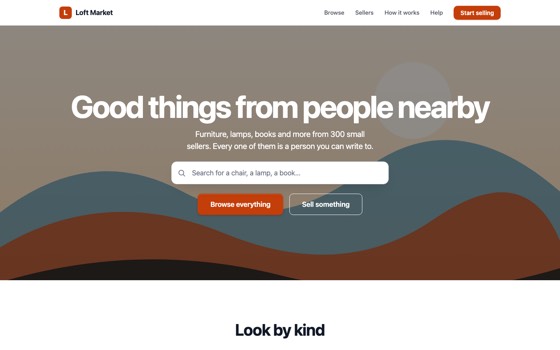 L Loft Market
Browse
Sellers
How it works
Help
Start selling
Good things from people nearby
Furniture, lamps, books and more from 300 small
sellers. Every one of them is a person you can write to.
Search for a chair, a lamp, a book...
Browse everything
Sell something
Look by kind